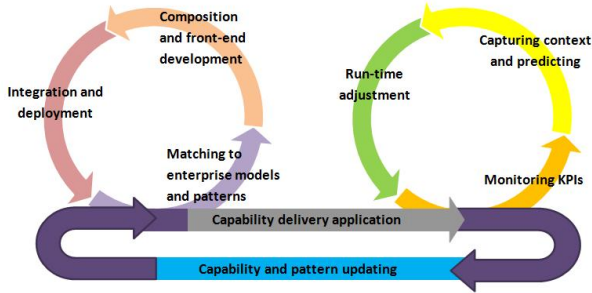 Composition
and front-end
development
Integration and
deployment
Matching to
enterprise models
and patterns
Capturing context
and predicting
Run-time
adjustment
Monitoring KPIs
Capability delivery application
Capability and pattern updating